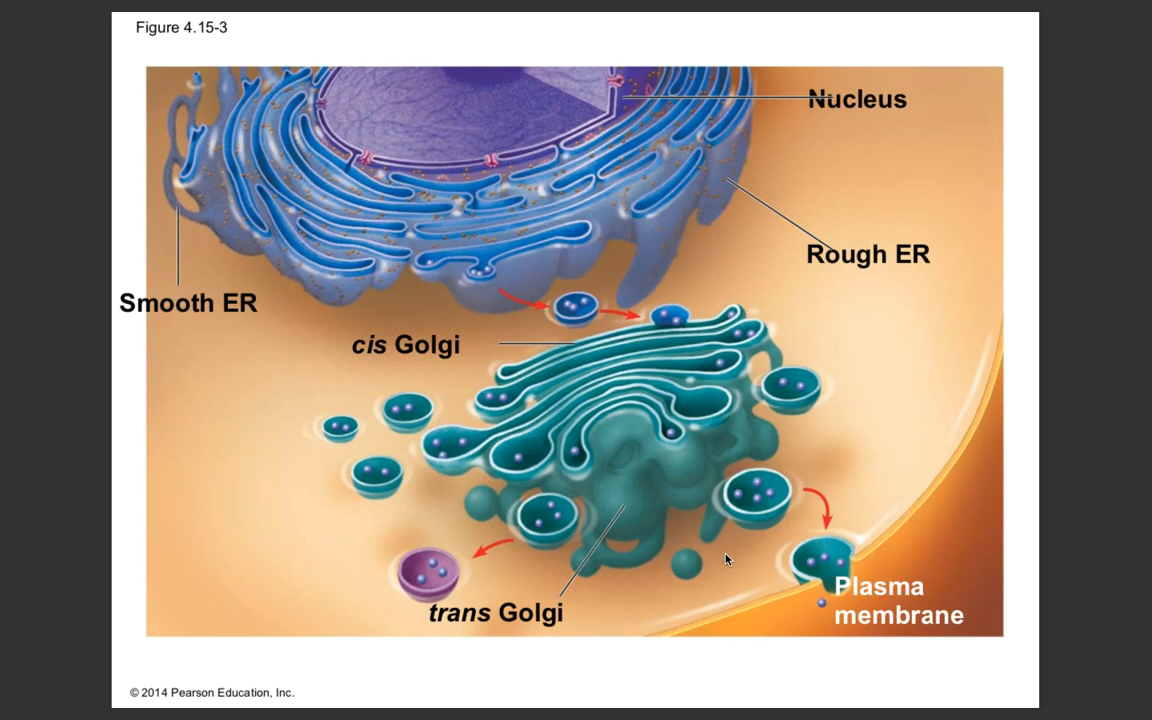 Figure 4.15-3
Nucleus
Rough ER
Smooth ER
cis Golgi
trans Golgi
Plasma
membrane
© 2014 Pearson Education, Inc.